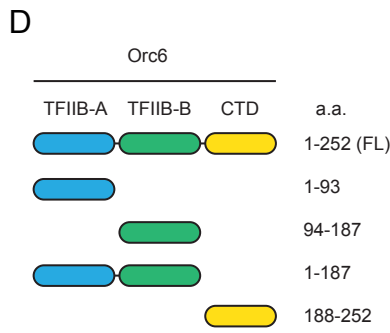 D
Orc6
TFIIB-A TFIIB-B CTD a.a.
1-252 (FL)
1-93
94-187
1-187
188-252